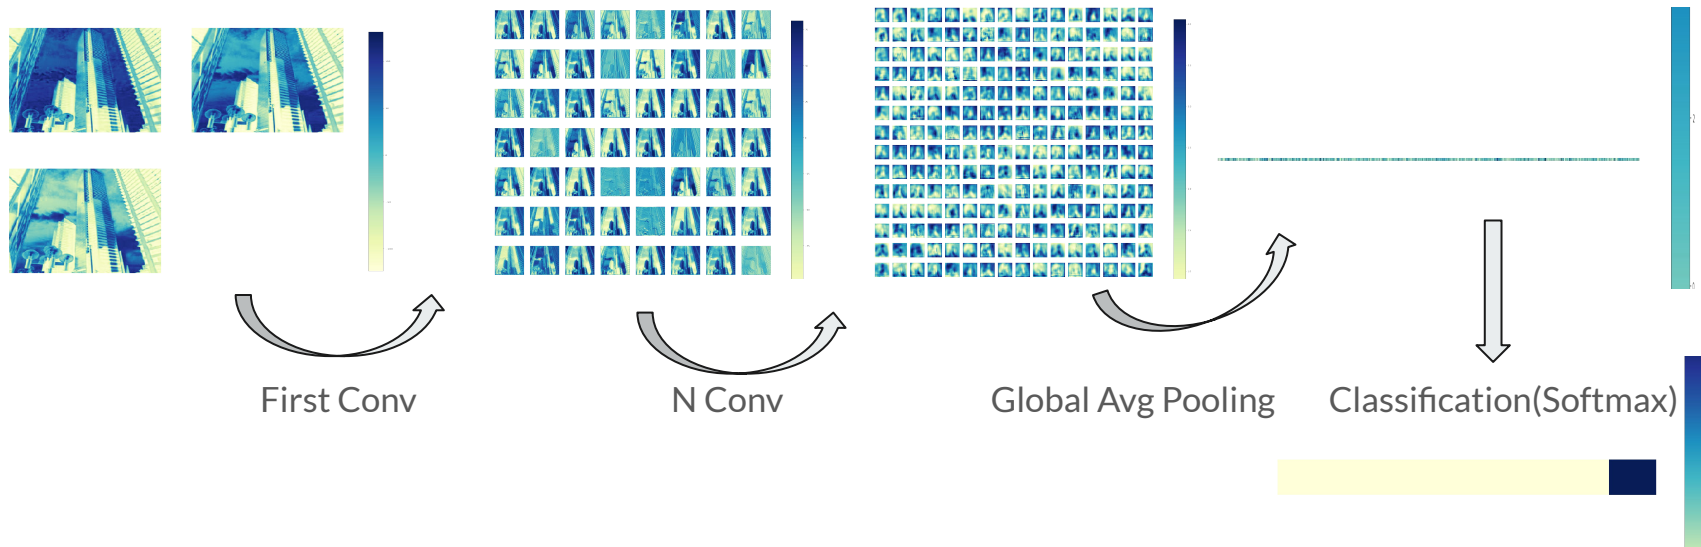 First Conv
N Conv
Global Avg Pooling
Classification(Softmax)